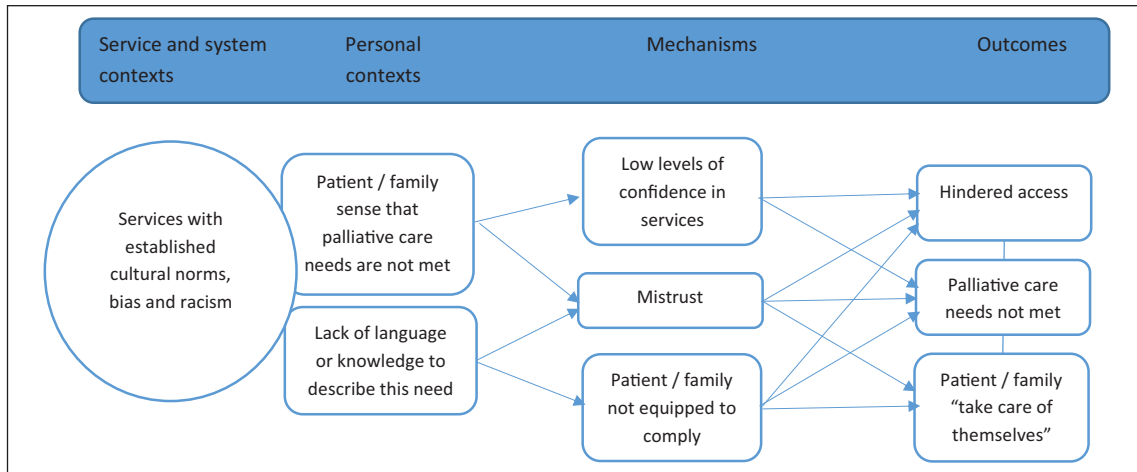 Service and system
contexts
Personal
contexts
Mechanisms
Outcomes
Services with
established
cultural norms,
bias and racism
Patient / family
sense that
palliative care
needs are not met
Lack of language
or knowledge to
describe this need
Low levels of
confidence in
services
Mistrust
Patient / family
not equipped to
comply
Hindered access
Palliative care
needs not met
Patient / family
“take care of
themselves”